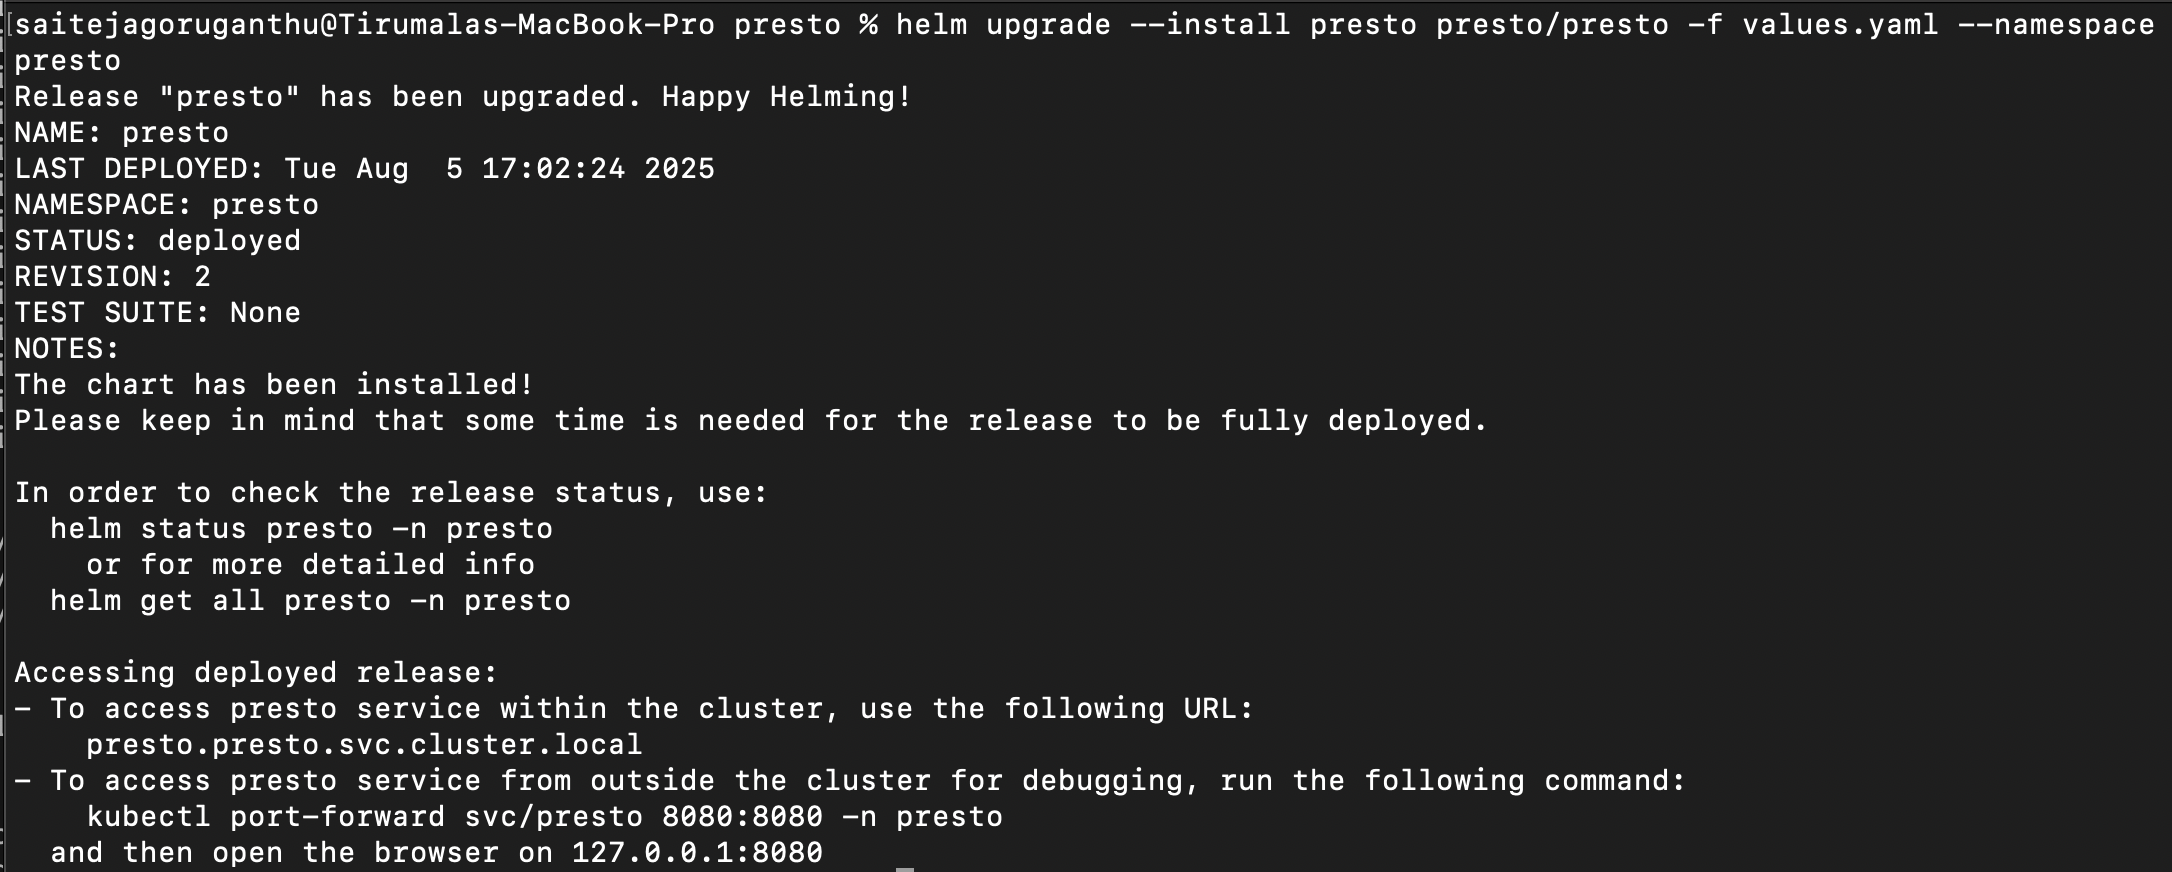 [saitejagoruganthu@Tirumalas-MacBook-Pro presto % helm upgrade --install presto presto/presto -f values.yaml --namespace
presto
Release "presto" has been upgraded. Happy Helming!
NAME: presto
LAST DEPLOYED: Tue Aug  5 17:02:24 2025
NAMESPACE: presto
STATUS: deployed
REVISION: 2
TEST SUITE: None
NOTES:
The chart has been installed!
Please keep in mind that some time is needed for the release to be fully deployed.

In order to check the release status, use:
  helm status presto -n presto
    or for more detailed info
  helm get all presto -n presto

Accessing deployed release:
- To access presto service within the cluster, use the following URL:
    presto.presto.svc.cluster.local
- To access presto service from outside the cluster for debugging, run the following command:
    kubectl port-forward svc/presto 8080:8080 -n presto
  and then open the browser on 127.0.0.1:8080